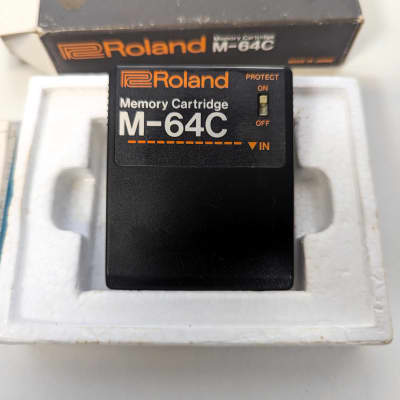 Roland Memory Cartridge
M-64C
Roland
PROTECT
ON
Memory Cartridge
M-64C
OFF
▼IN